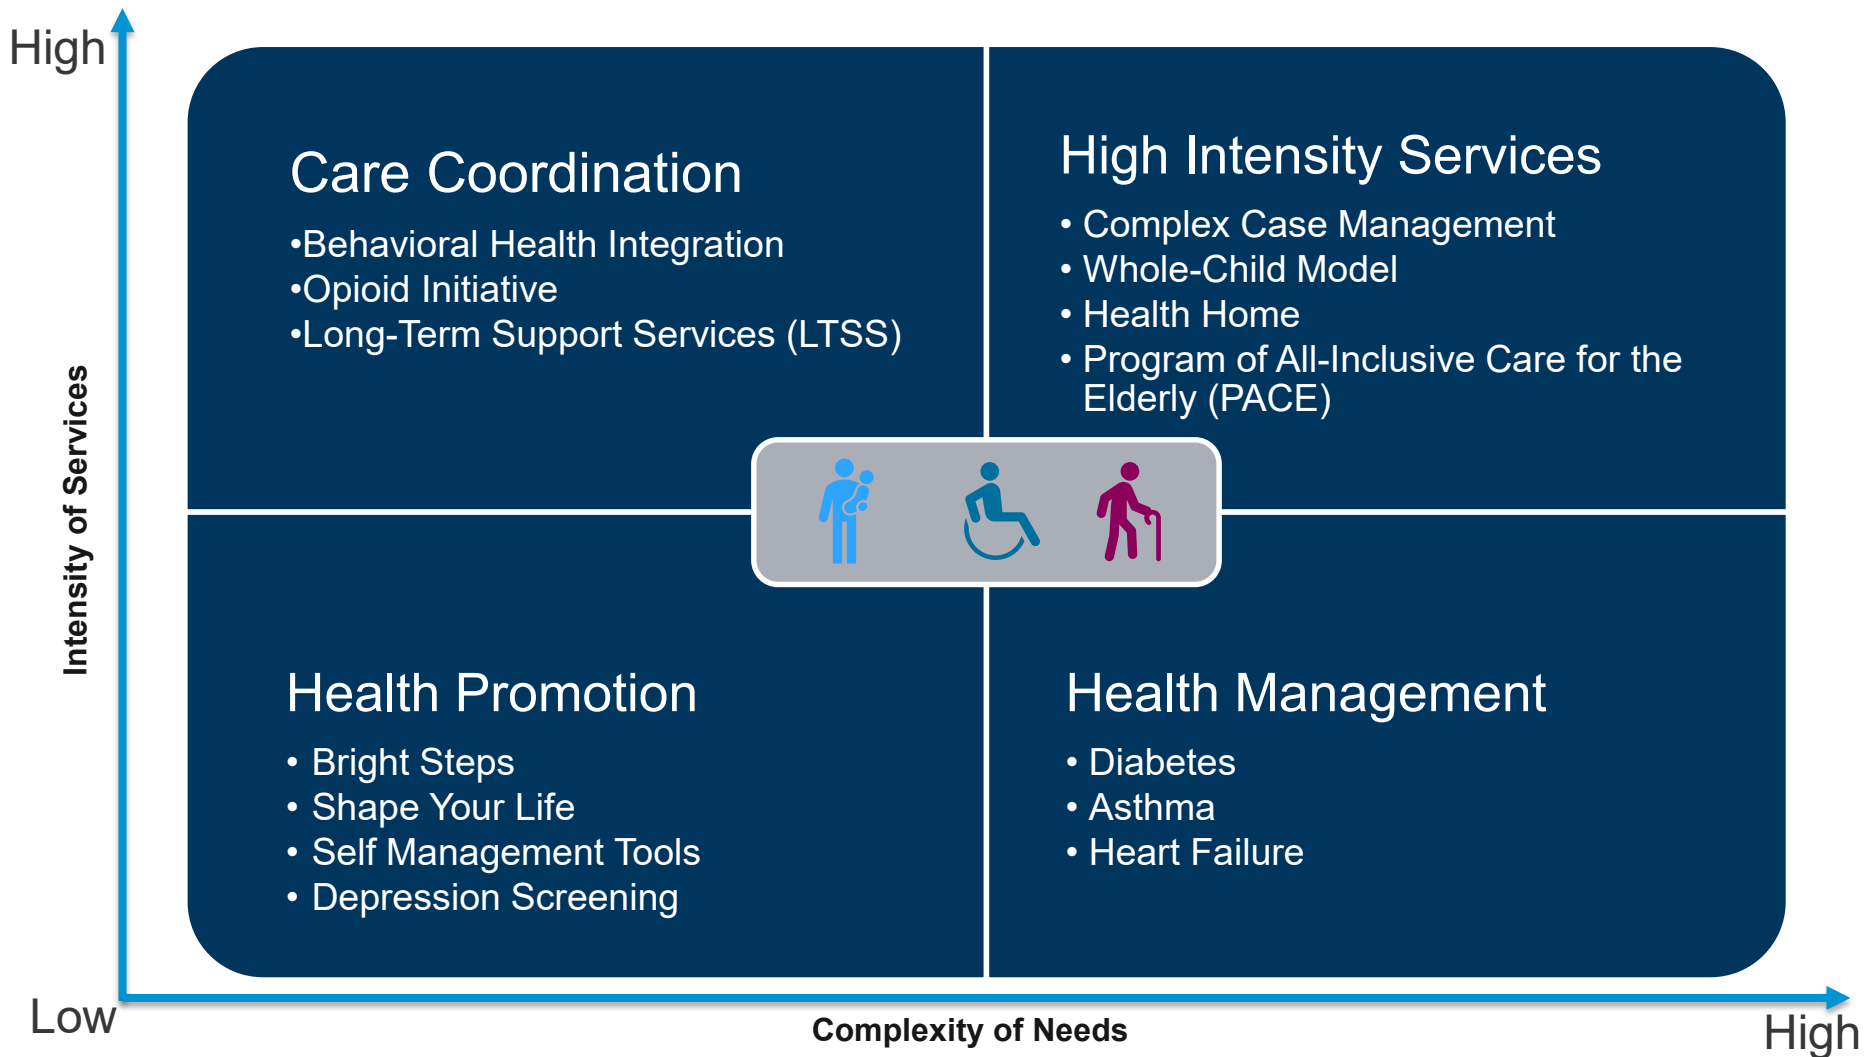 High
Intensity of Services
Care Coordination
•Behavioral Health Integration
•Opioid Initiative
•Long-Term Support Services (LTSS)
High Intensity Services
• Complex Case Management
• Whole-Child Model
• Health Home
• Program of All-Inclusive Care for the
Elderly (PACE)
Health Promotion
• Bright Steps
• Shape Your Life
• Self Management Tools
• Depression Screening
Health Management
• Diabetes
• Asthma
• Heart Failure
Low
Complexity of Needs
High